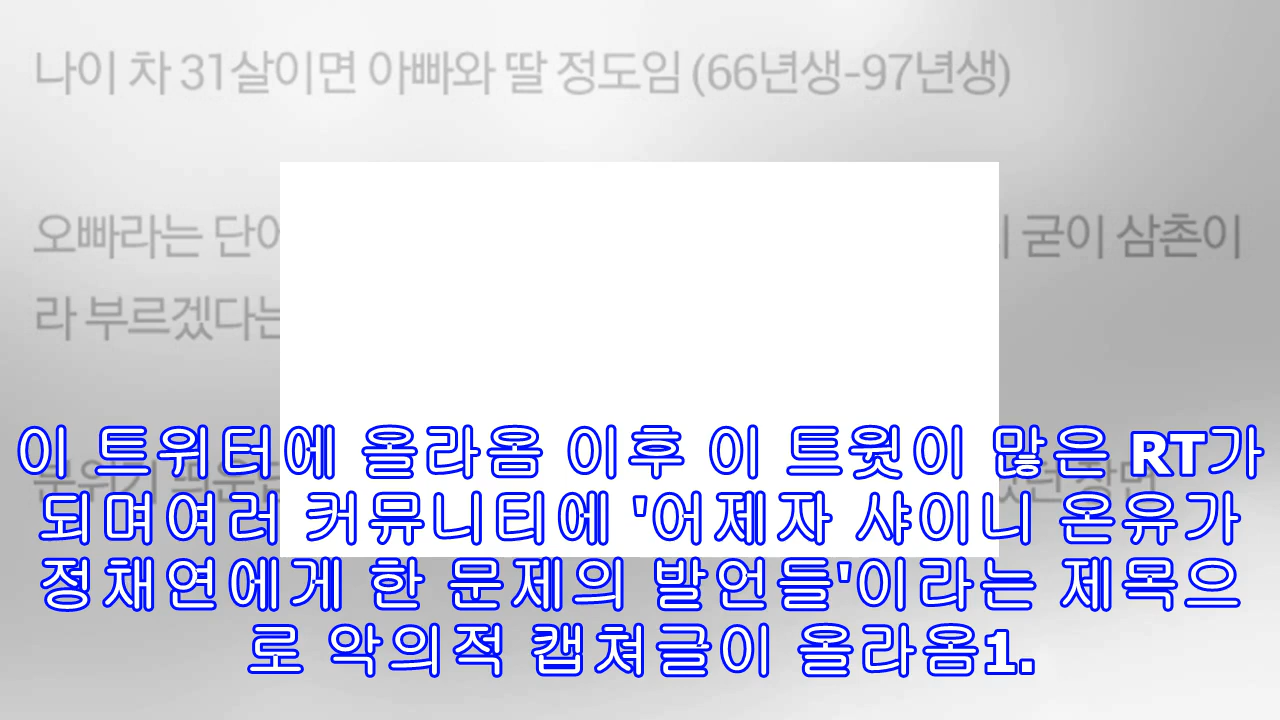 나이 차 31살이면 아빠와 딸 정도임 (66년생-97년생)
오빠라는 단어 굳이 삼촌이
라 부르겠다는
분위기 띄운
이 트위터에 올라옴 이후 이 트윗이 많은 RT가
되며여러 커뮤니티에 '어제자 샤이니 온유가
정채연에게 한 문제의 발언들'이라는 제목으
로 악의적 캡쳐글이 올라옴1.